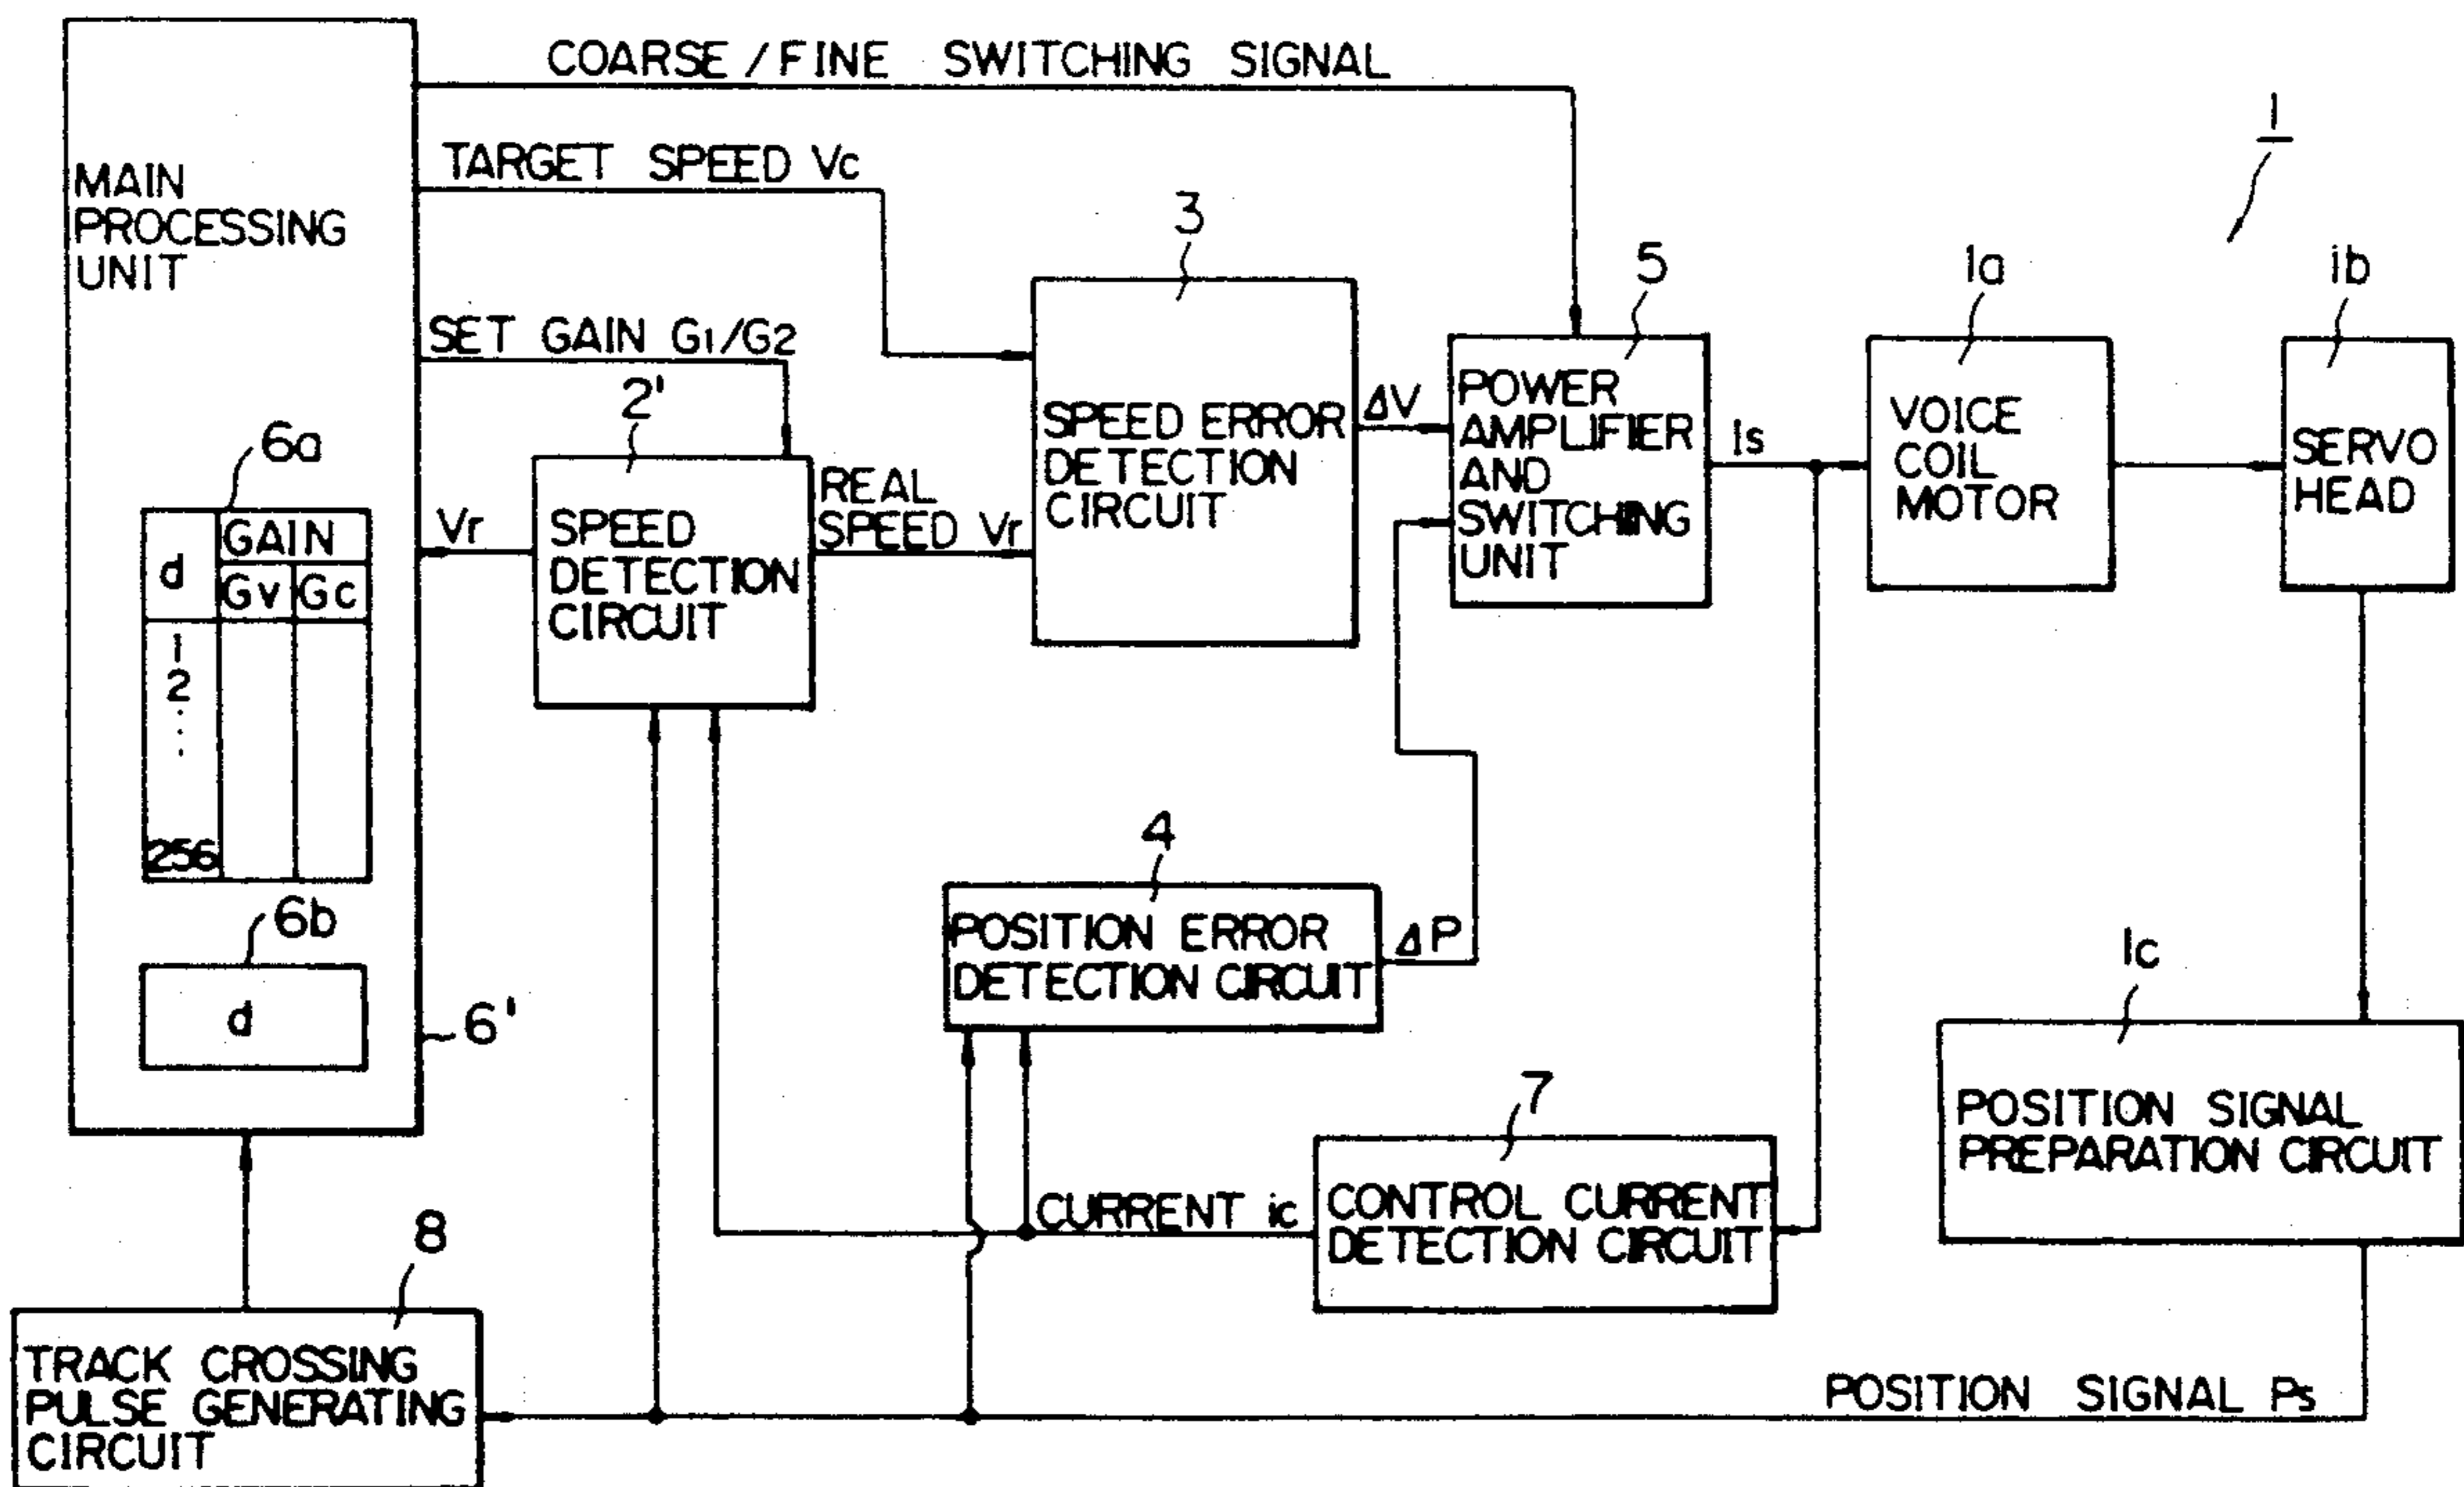 COARSE / FINE SWITCHING SIGNAL
1
TARGET SPEED Vc
MAIN
PROCESSING
UNIT
3
5
1a
1b
SET GAIN G1/G2
2'
6a
d
GAIN
Gv
Gc
1
2
256
Vr
SPEED
DETECTION
CIRCUIT
REAL
SPEED Vr
SPEED ERROR
DETECTION
CIRCUIT
ΔV
POWER
AMPLIFIER
AND
SWITCHING
UNIT
Is
VOICE
COIL
MOTOR
SERVO
HEAD
6b
d
6'
4
POSITION ERROR
DETECTION CIRCUIT
ΔP
1c
POSITION SIGNAL
PREPARATION CIRCUIT
7
CURRENT ic
CONTROL CURRENT
DETECTION CIRCUIT
8
TRACK CROSSING
PULSE GENERATING
CIRCUIT
POSITION SIGNAL Ps